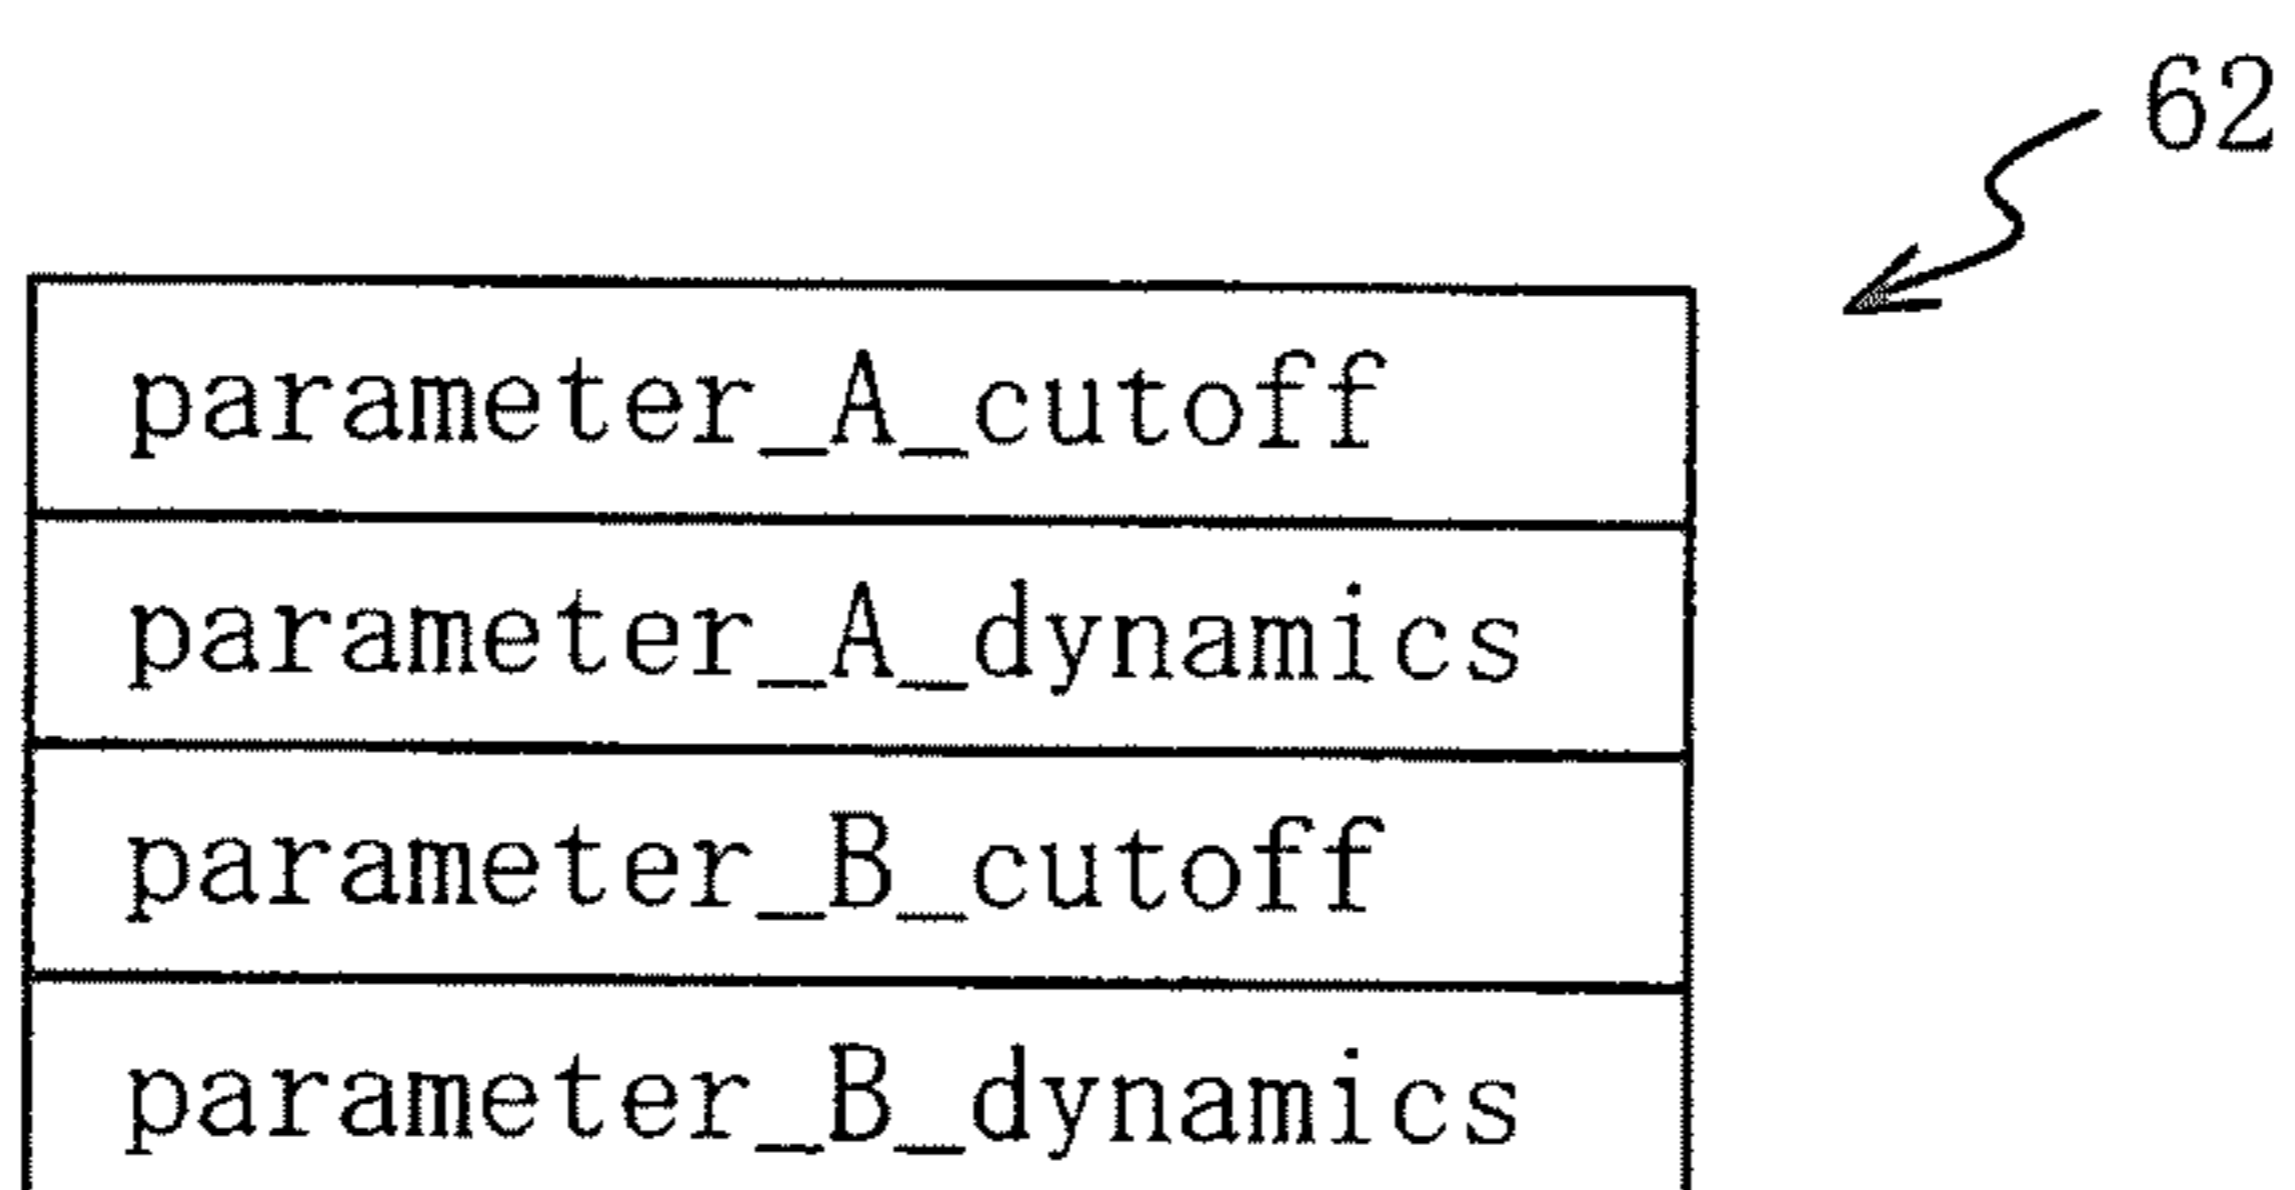 62
parameter_A_cutoff
parameter_A_dynamics
parameter_B_cutoff
parameter_B_dynamics